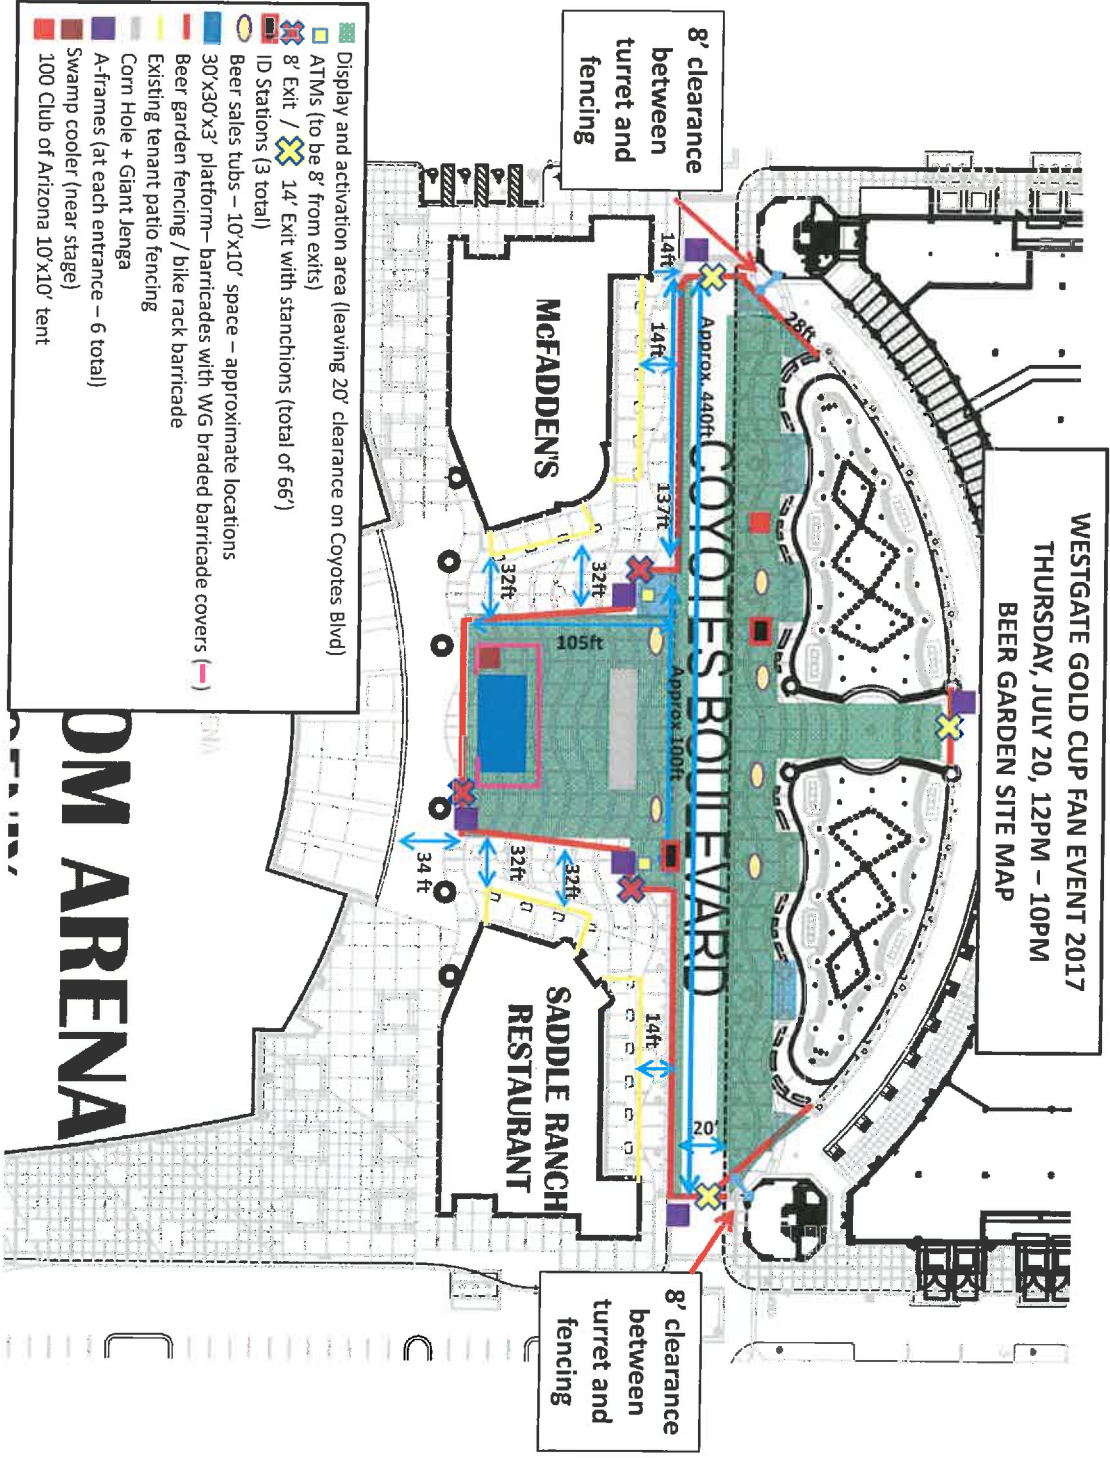 WESTGATE GOLD CUP FAN EVENT 2017
THURSDAY, JULY 20, 12PM – 10PM
BEER GARDEN SITE MAP
8' clearance
between
turret and
fencing
8' clearance
between
turret and
fencing
28ft
14ft
14ft
Approx. 440ft
137ft
COYOTES BOULEVARD
20'
Approx 100ft
105ft
32ft
32ft
32ft
32ft
34 ft
14ft
McFADDEN'S
SADDLE RANCH
RESTAURANT
OM ARENA
Display and activation area (leaving 20' clearance on Coyotes Blvd)
ATMs (to be 8' from exits)
8' Exit / 14' Exit with stanchions (total of 66')
ID Stations (3 total)
Beer sales tubs – 10'x10' space – approximate locations
30'x30'x3' platform– barricades with WG braded barricade covers (—)
Beer garden fencing / bike rack barricade
Existing tenant patio fencing
Corn Hole + Giant Jenga
A-frames (at each entrance – 6 total)
Swamp cooler (near stage)
100 Club of Arizona 10'x10' tent